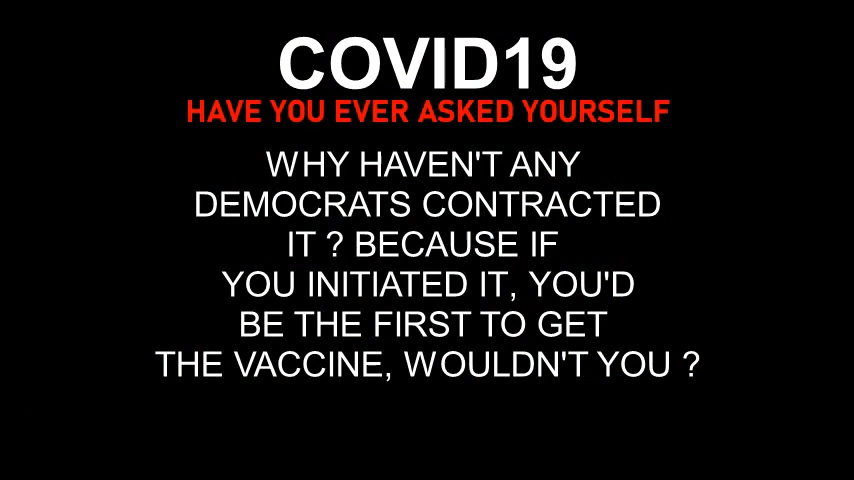 COVID19
HAVE YOU EVER ASKED YOURSELF
WHY HAVEN'T ANY
DEMOCRATS CONTRACTED
IT ? BECAUSE IF
YOU INITIATED IT, YOU'D
BE THE FIRST TO GET
THE VACCINE, WOULDN'T YOU ?